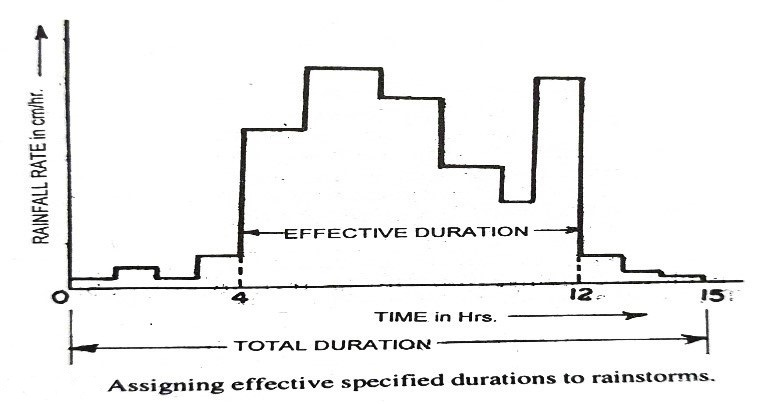 RAINFALL RATE in cm/hr.
EFFECTIVE DURATION
0 4 12 15
TIME in Hrs.
TOTAL DURATION
Assigning effective specified durations to rainstorms.